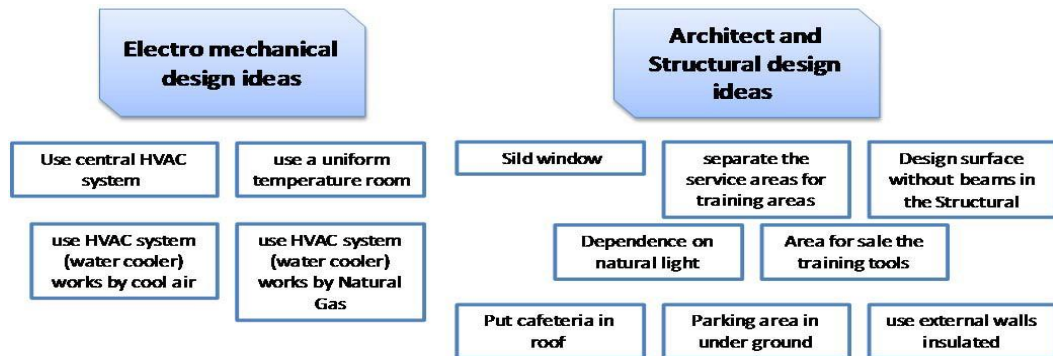 Electro mechanical
design ideas
Architect and
Structural design
ideas
Use central HVAC
system
use a uniform
temperature room
Sild window
separate the
service areas for
training areas
Design surface
without beams in
the Structural
use HVAC system
(water cooler)
works by cool air
use HVAC system
(water cooler)
works by Natural
Gas
Dependence on
natural light
Area for sale the
training tools
Put cafeteria in
roof
Parking area in
under ground
use external walls
insulated